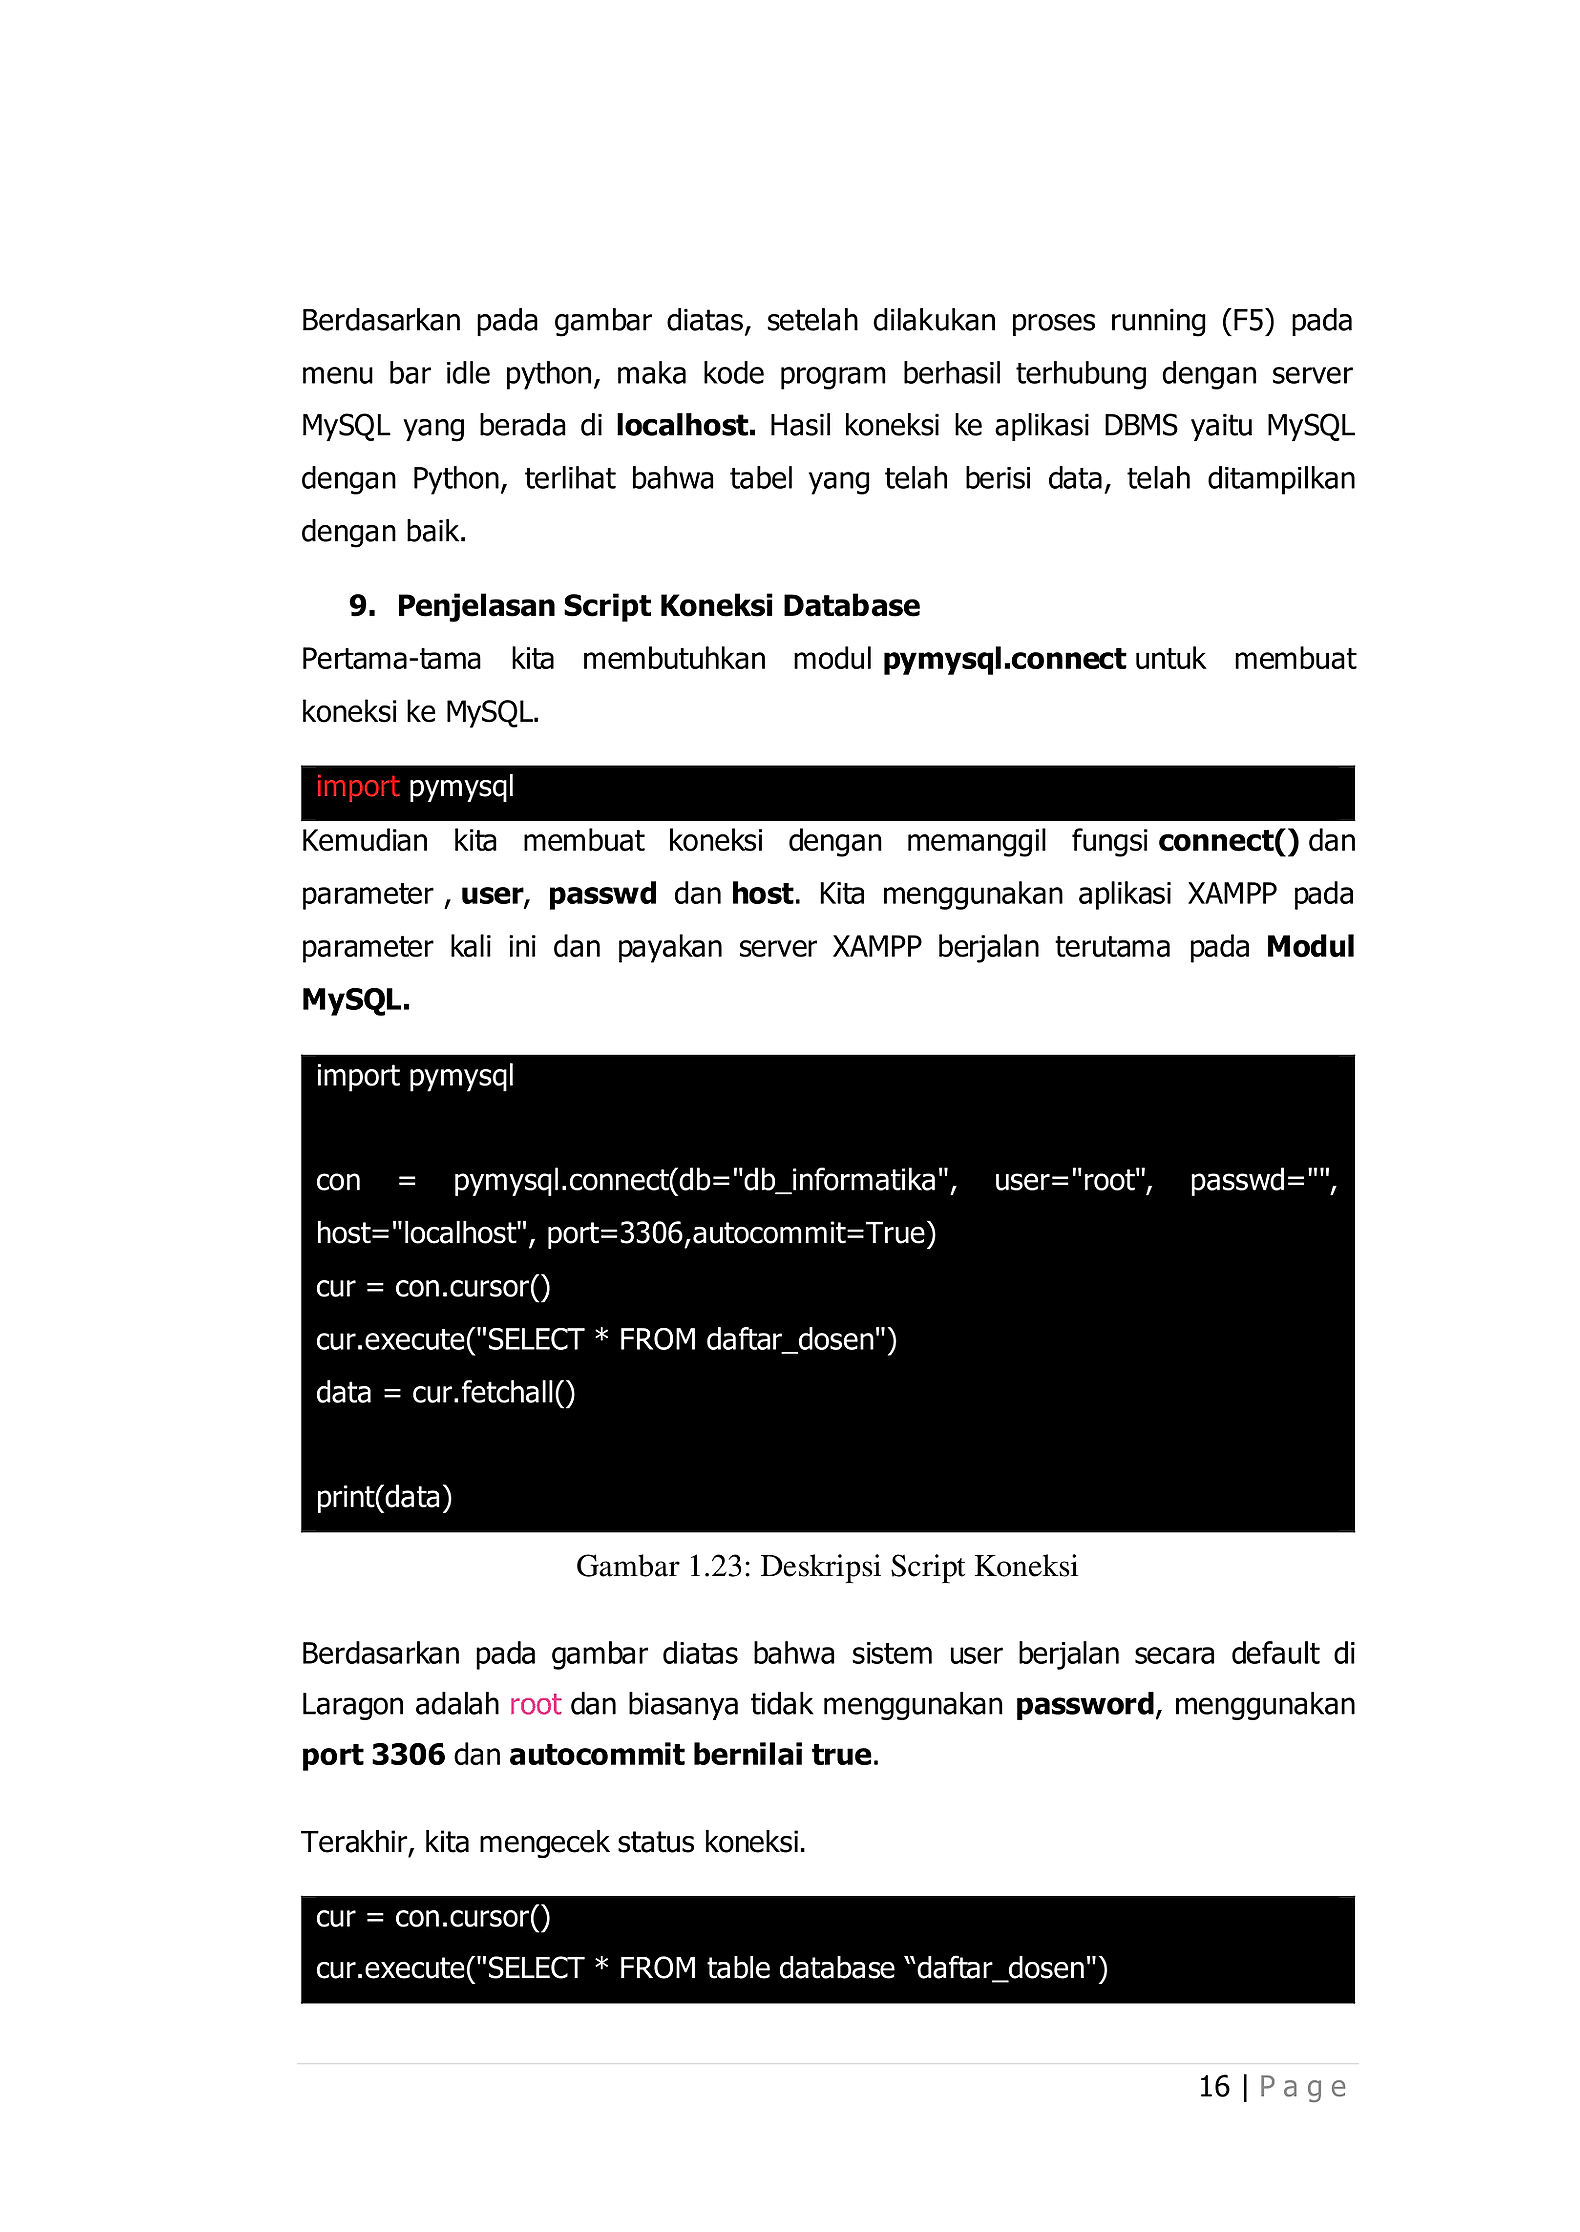 Berdasarkan pada gambar diatas, setelah dilakukan proses running (F5) pada
menu bar idle python, maka kode program berhasil terhubung dengan server
MySQL yang berada di localhost. Hasil koneksi ke aplikasi DBMS yaitu MySQL
dengan Python, terlihat bahwa tabel yang telah berisi data, telah ditampilkan
dengan baik.
9. Penjelasan Script Koneksi Database
Pertama-tama kita membutuhkan modul pymysql.connect untuk membuat
koneksi ke MySQL.
import pymysql
Kemudian kita membuat koneksi dengan memanggil fungsi connect() dan
parameter , user, passwd dan host. Kita menggunakan aplikasi XAMPP pada
parameter kali ini dan payakan server XAMPP berjalan terutama pada Modul
MySQL.
import pymysql
con = pymysql.connect(db="db_informatika", user="root", passwd="",
host="localhost", port=3306,autocommit=True)
cur = con.cursor()
cur.execute("SELECT * FROM daftar_dosen")
data = cur.fetchall()
print(data)
Gambar 1.23: Deskripsi Script Koneksi
Berdasarkan pada gambar diatas bahwa sistem user berjalan secara default di
Laragon adalah root dan biasanya tidak menggunakan password, menggunakan
port 3306 dan autocommit bernilai true.
Terakhir, kita mengecek status koneksi.
cur = con.cursor()
cur.execute("SELECT * FROM table database “daftar_dosen")
16 | P a g e